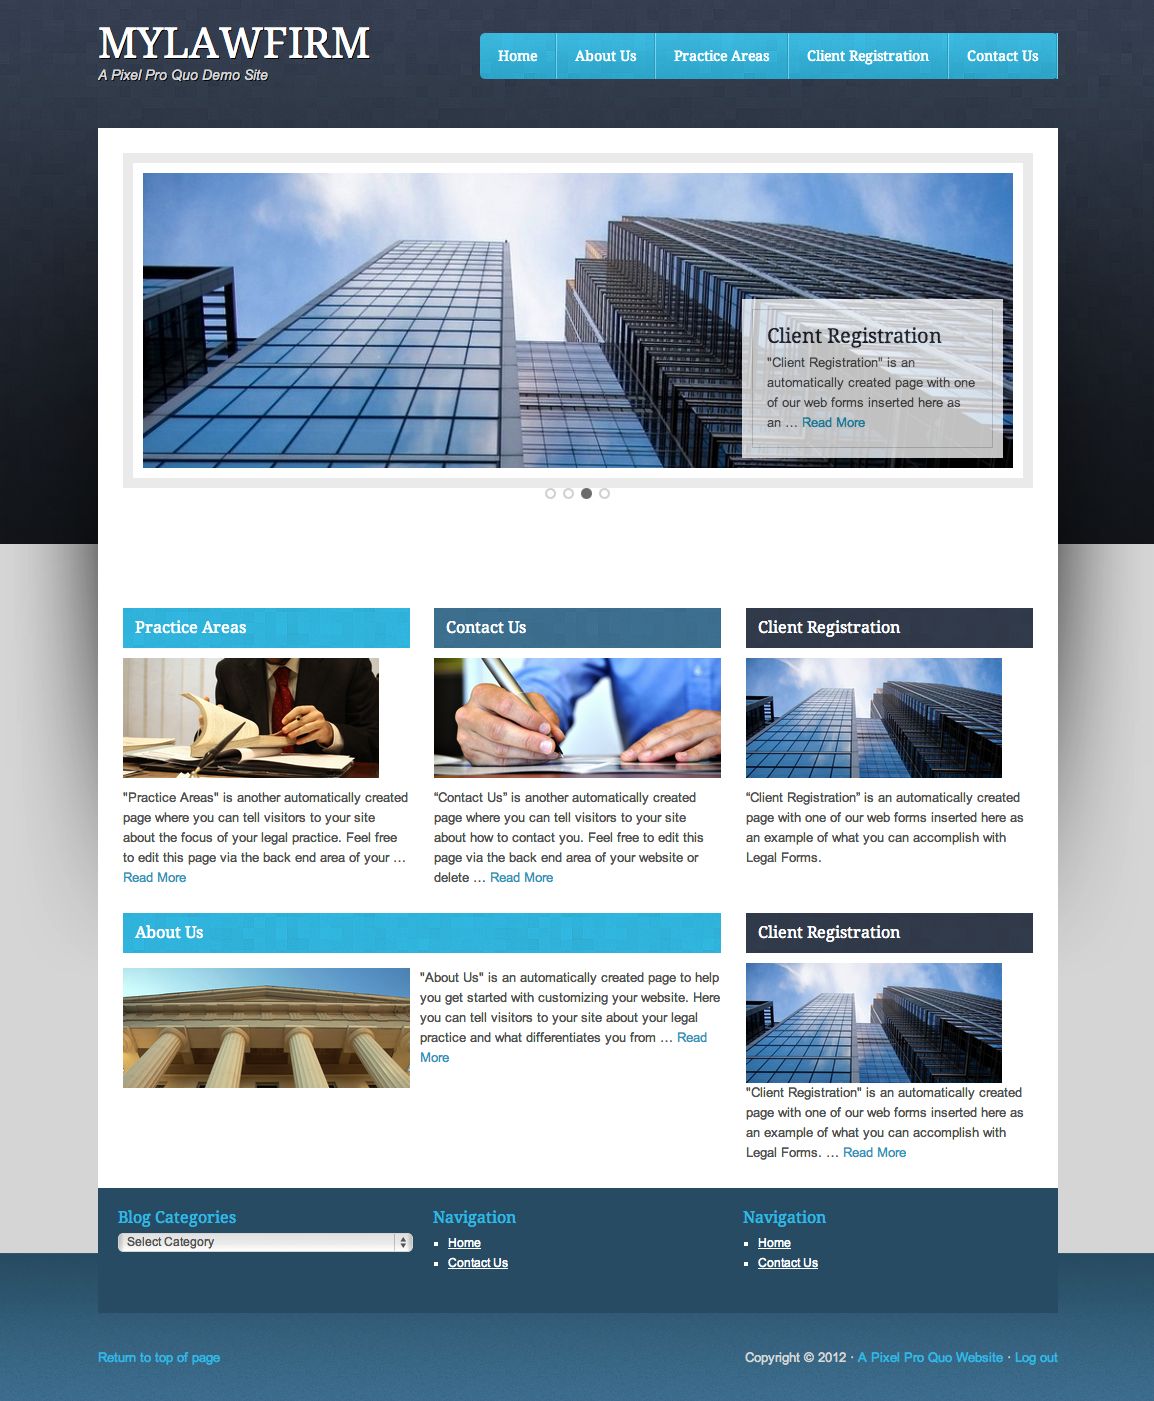 MYLAWFIRM
A Pixel Pro Quo Demo Site
Home About Us Practice Areas Client Registration Contact Us
Client Registration
"Client Registration" is an
automatically created page with one
of our web forms inserted here as
an … Read More
Practice Areas
"Practice Areas" is another automatically created
page where you can tell visitors to your site
about the focus of your legal practice. Feel free
to edit this page via the back end area of your …
Read More
Contact Us
“Contact Us” is another automatically created
page where you can tell visitors to your site
about how to contact you. Feel free to edit this
page via the back end area of your website or
delete … Read More
Client Registration
“Client Registration” is an automatically created
page with one of our web forms inserted here as
an example of what you can accomplish with
Legal Forms.
About Us
"About Us" is an automatically created page to help
you get started with customizing your website. Here
you can tell visitors to your site about your legal
practice and what differentiates you from … Read
More
Client Registration
"Client Registration" is an automatically created
page with one of our web forms inserted here as
an example of what you can accomplish with
Legal Forms. … Read More
Blog Categories
Select Category
Navigation
Home
Contact Us
Navigation
Home
Contact Us
Return to top of page
Copyright © 2012 · A Pixel Pro Quo Website · Log out